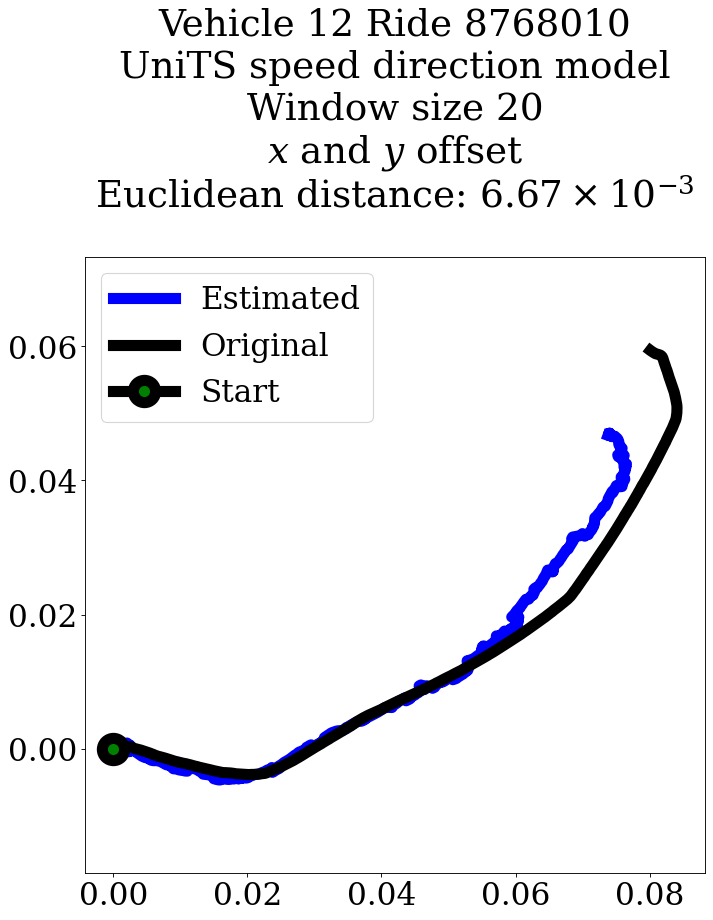 Vehicle 12 Ride 8768010
UniTS speed direction model
Window size 20
x and y offset
Euclidean distance: 6.67 × 10⁻³
Estimated
Original
Start
0.06
0.04
0.02
0.00
0.00 0.02 0.04 0.06 0.08